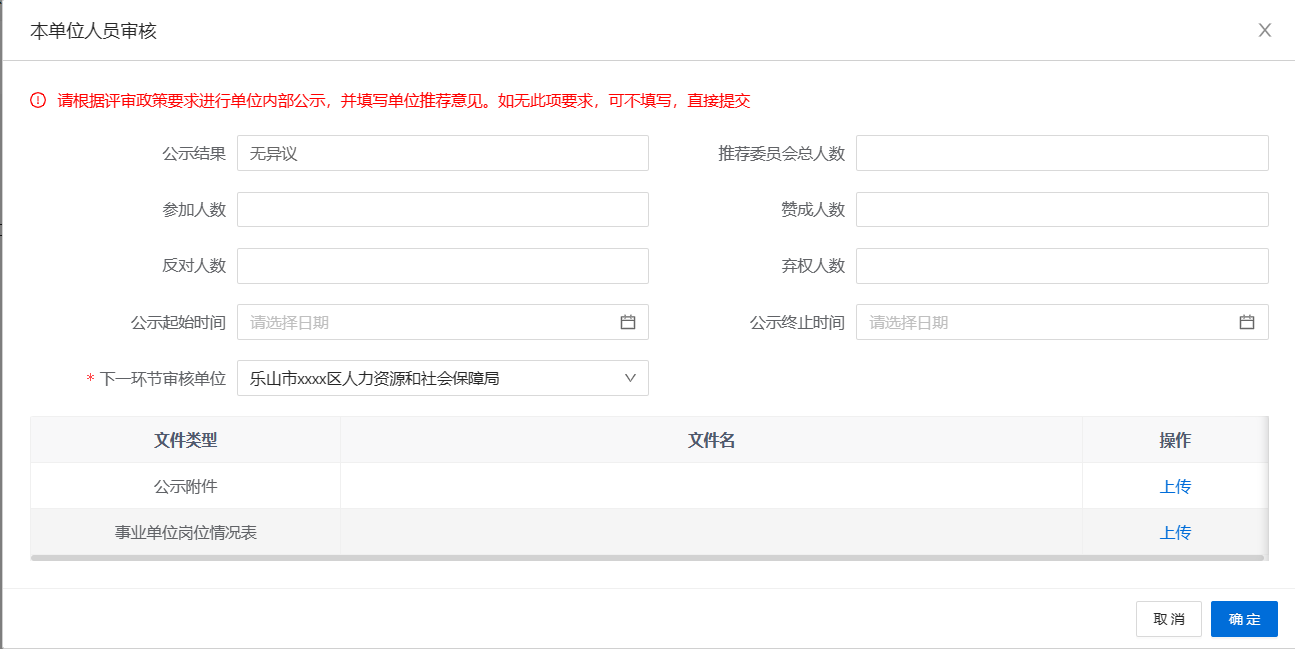 本单位人员审核
请根据评审政策要求进行单位内部公示，并填写单位推荐意见。如无此项要求，可不填写，直接提交
公示结果 无异议 推荐委员会总人数
参加人数 赞成人数
反对人数 弃权人数
公示起始时间 请选择日期 公示终止时间 请选择日期
* 下一环节审核单位 乐山市xxxx区人力资源和社会保障局
文件类型 文件名 操作
公示附件 上传
事业单位岗位情况表 上传
取消 确定